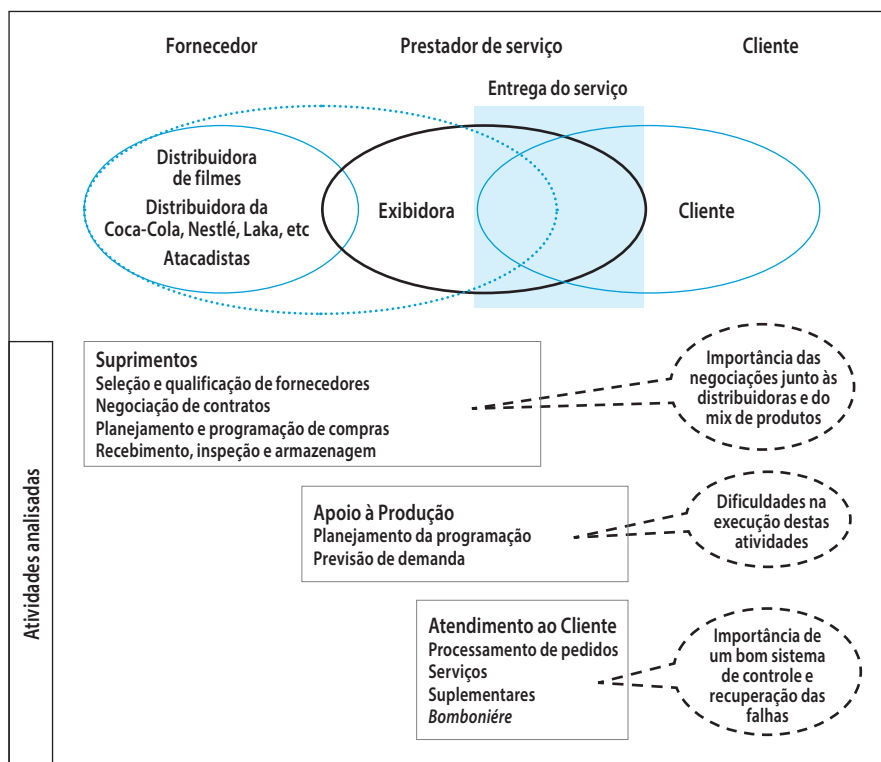 Fornecedor
Prestador de serviço
Cliente
Entrega do serviço
Distribuidora
de filmes
Distribuidora da
Coca-Cola, Nestlé, Laka, etc
Atacadistas
Exibidora
Cliente
Atividades analisadas
Suprimentos
Seleção e qualificação de fornecedores
Negociação de contratos
Planejamento e programação de compras
Recebimento, inspeção e armazenagem
Importância das
negociações junto às
distribuidoras e do
mix de produtos
Apoio à Produção
Planejamento da programação
Previsão de demanda
Dificuldades na
execução destas
atividades
Atendimento ao Cliente
Processamento de pedidos
Serviços
Suplementares
Bomboniére
Importância de
um bom sistema
de controle e
recuperação das
falhas